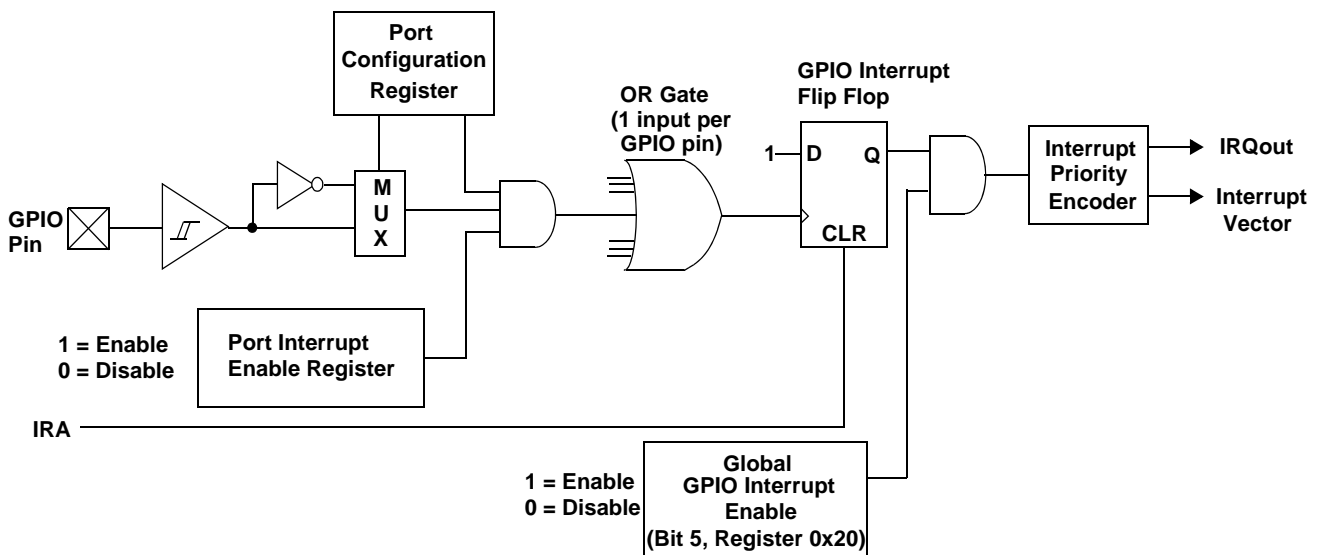 Port
Configuration
Register
GPIO Interrupt
Flip Flop
OR Gate
(1 input per
GPIO pin)
1
D
Q
CLR
M
U
X
GPIO
Pin
Interrupt
Priority
Encoder
IRQout
Interrupt
Vector
1 = Enable
0 = Disable
Port Interrupt
Enable Register
IRA
1 = Enable
0 = Disable
Global
GPIO Interrupt
Enable
(Bit 5, Register 0x20)